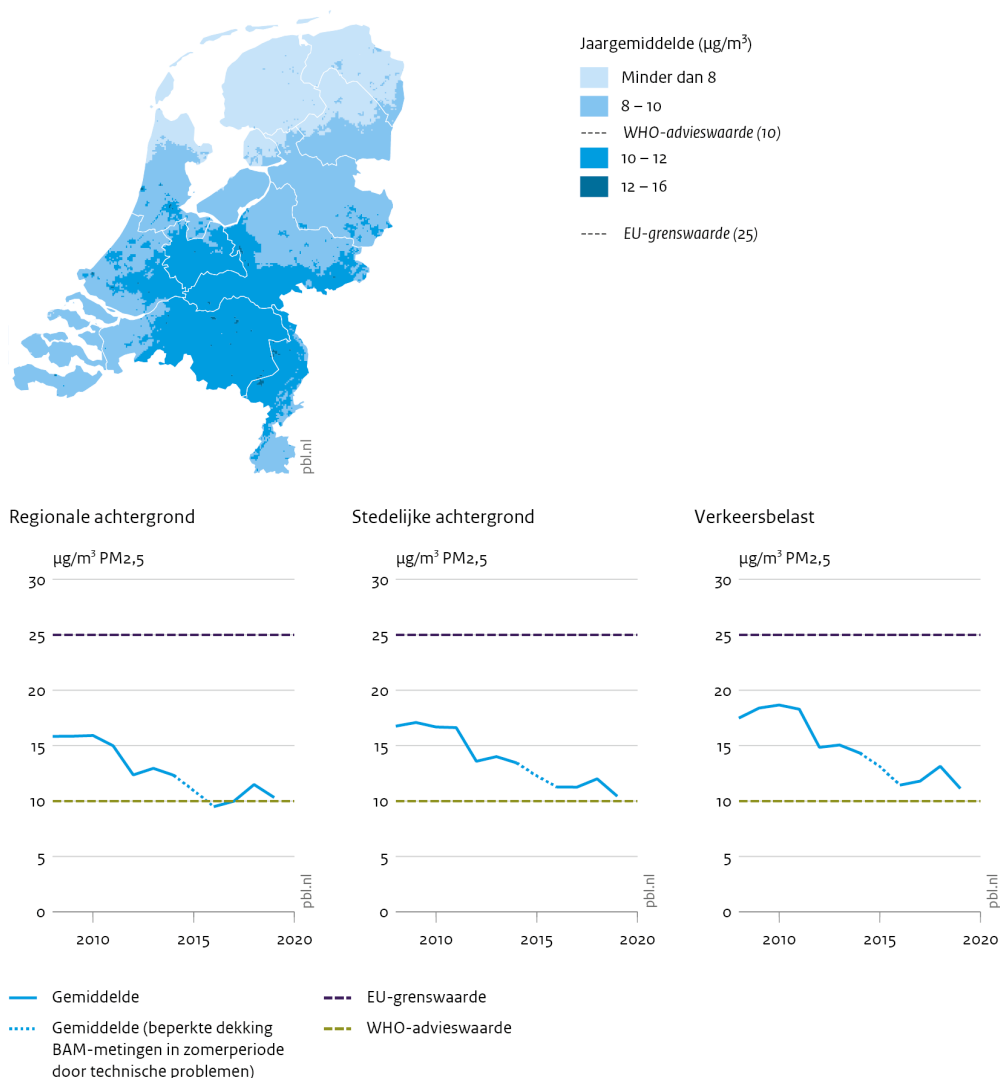 Jaargemiddelde (µg/m³)
Minder dan 8
8 – 10
WHO-advieswaarde (10)
10 – 12
12 – 16
EU-grenswaarde (25)
pbl.nl
Regionale achtergrond
µg/m³ PM2,5
30
25
20
15
10
5
0
2010 2015 2020
pbl.nl
Stedelijke achtergrond
µg/m³ PM2,5
30
25
20
15
10
5
0
2010 2015 2020
pbl.nl
Verkeersbelast
µg/m³ PM2,5
30
25
20
15
10
5
0
2010 2015 2020
pbl.nl
Gemiddelde
Gemiddelde (beperkte dekking
BAM-metingen in zomerperiode
door technische problemen)
EU-grenswaarde
WHO-advieswaarde